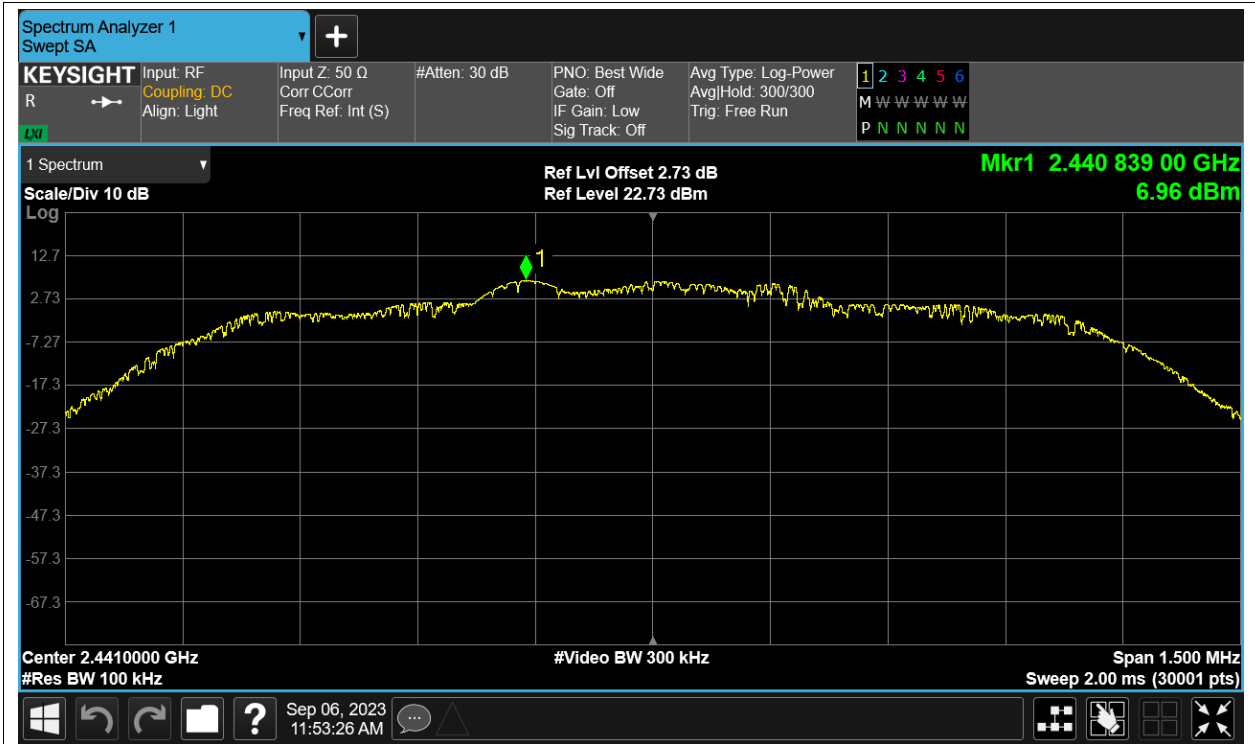 Spectrum Analyzer 1
Swept SA
KEYSIGHT
R
LXI
Input: RF
Coupling: DC
Align: Light
Input Z: 50 Ω
Corr CCorr
Freq Ref: Int (S)
#Atten: 30 dB
PNO: Best Wide
Gate: Off
IF Gain: Low
Sig Track: Off
Avg Type: Log-Power
Avg|Hold: 300/300
Trig: Free Run
1 2 3 4 5 6
M W W W W W
P N N N N N
1 Spectrum
Scale/Div 10 dB
Log
Ref Lvl Offset 2.73 dB
Ref Level 22.73 dBm
Mkr1 2.440 839 00 GHz
6.96 dBm
1
12.7
2.73
-7.27
-17.3
-27.3
-37.3
-47.3
-57.3
-67.3
Center 2.4410000 GHz
#Res BW 100 kHz
#Video BW 300 kHz
Span 1.500 MHz
Sweep 2.00 ms (30001 pts)
?
Sep 06, 2023
11:53:26 AM